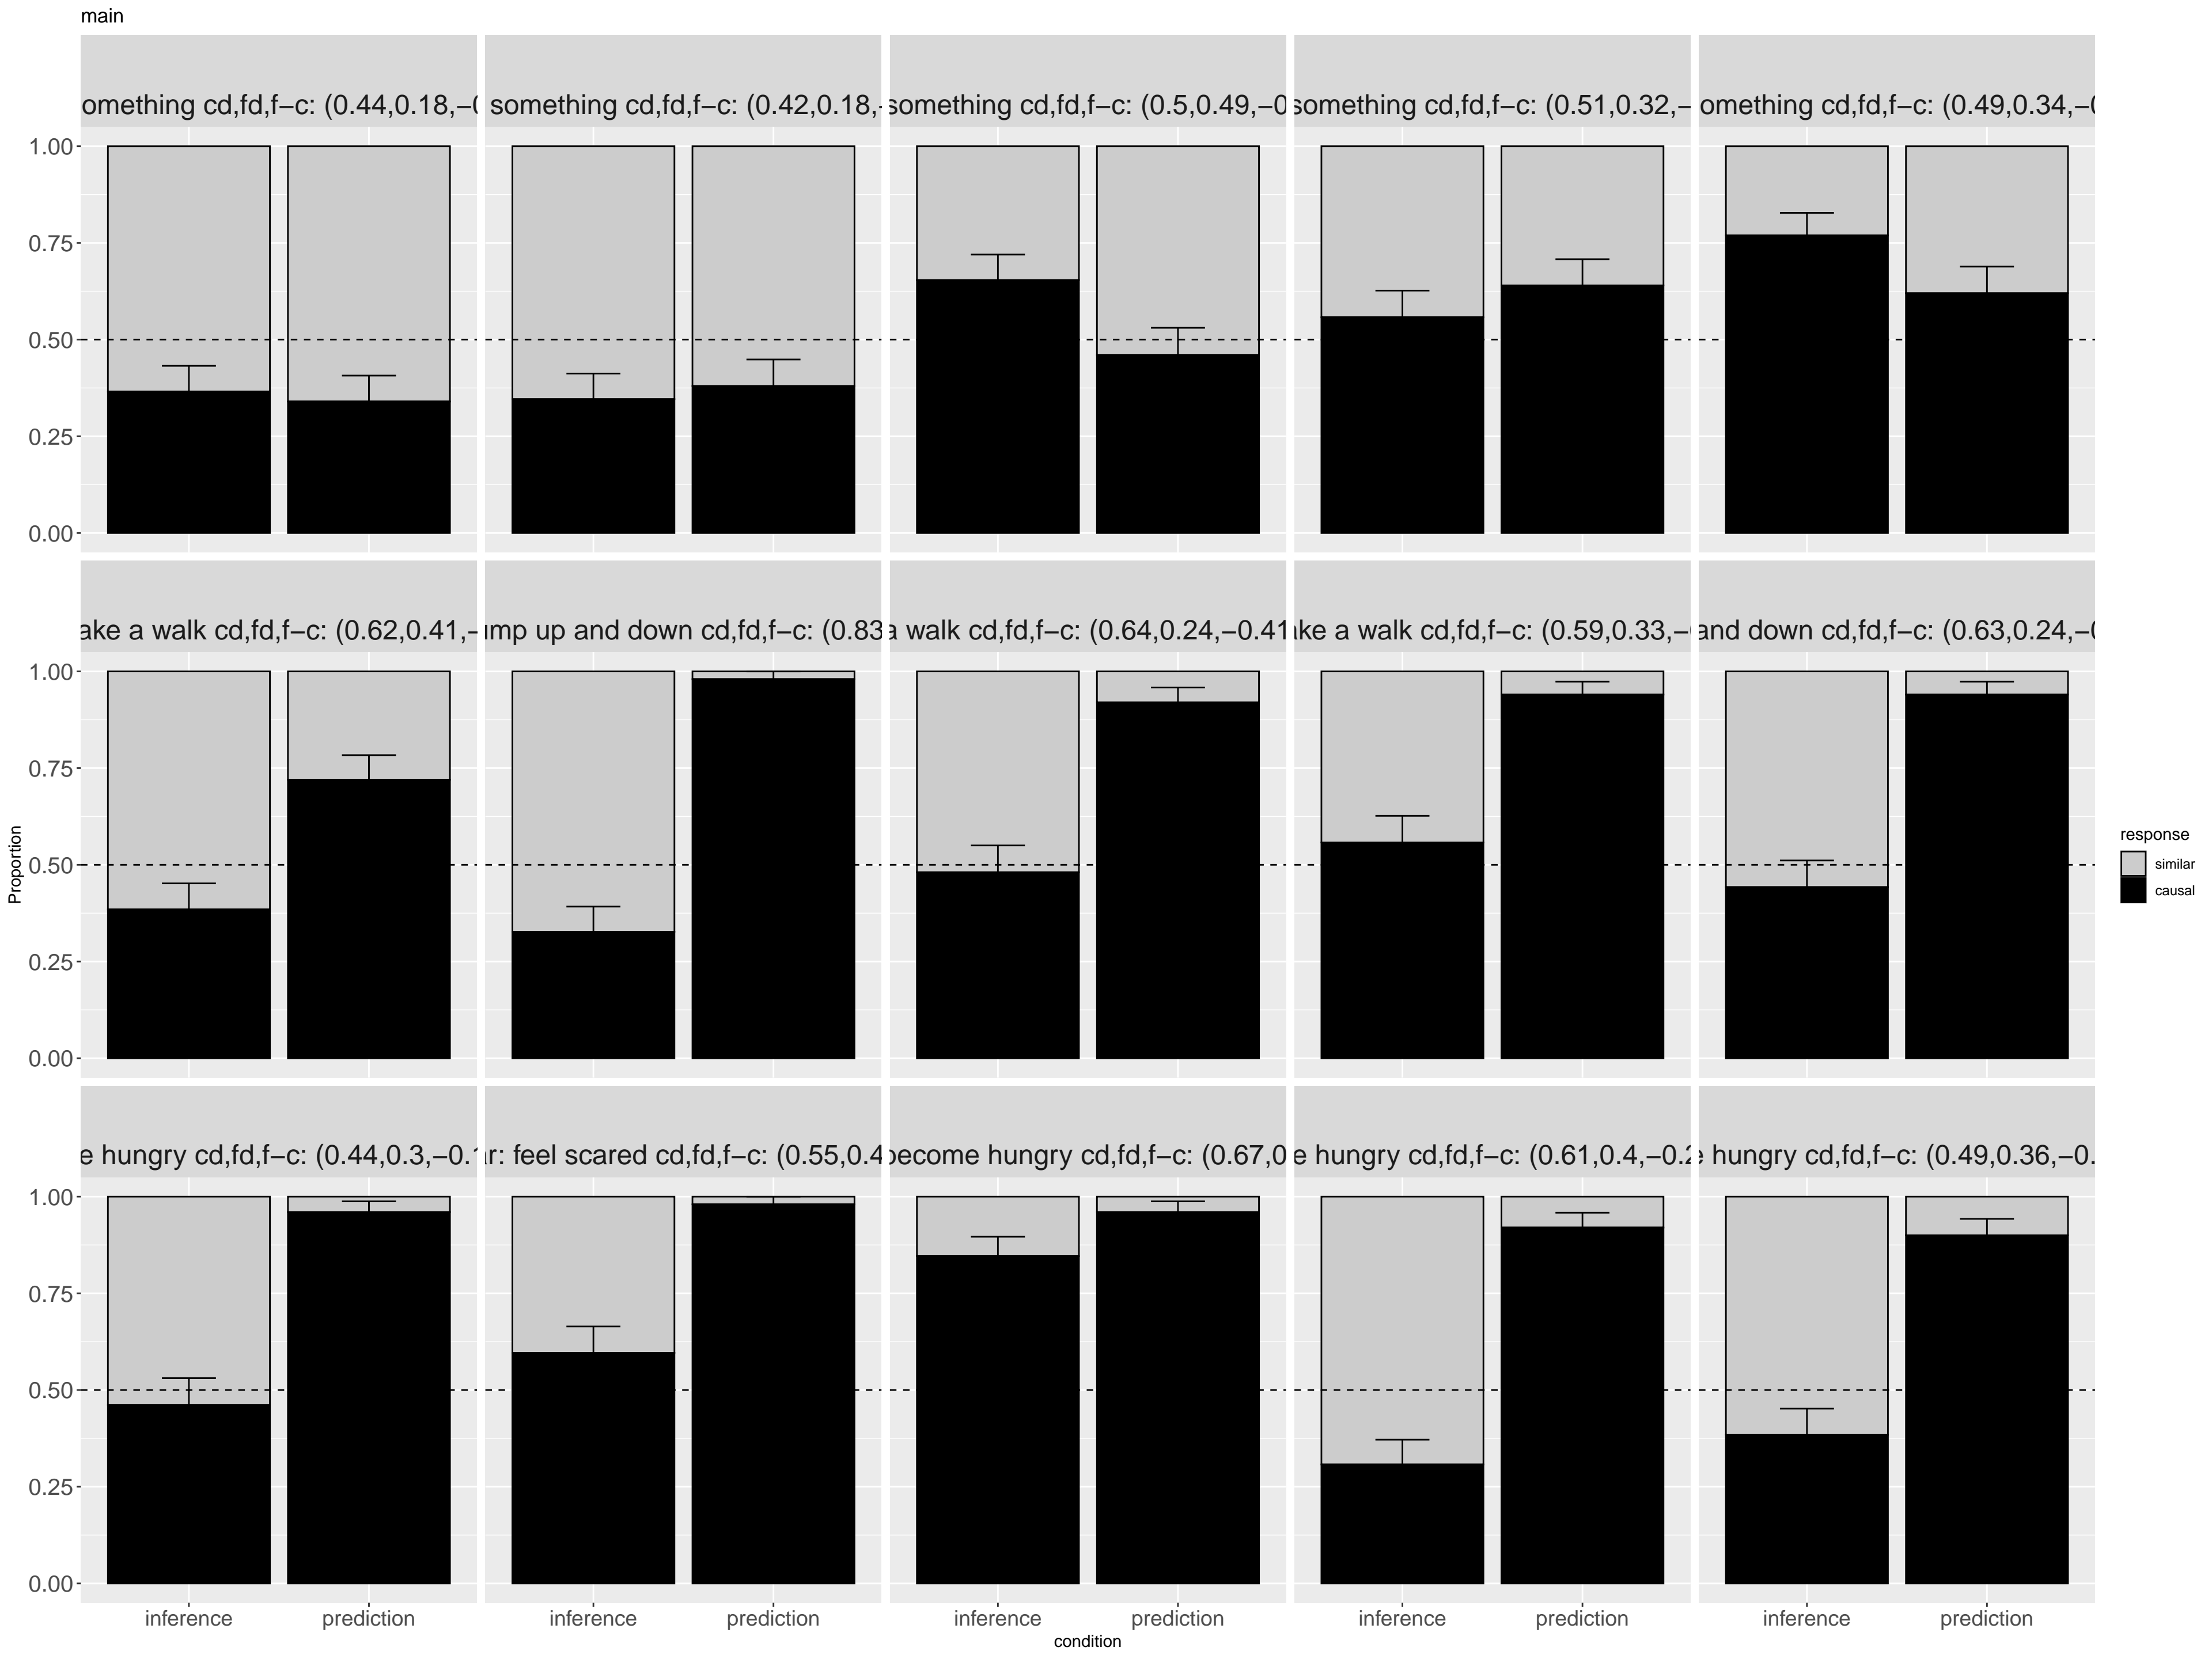 main
omething cd,fd,f−c: (0.44,0.18,−
something cd,fd,f−c: (0.42,0.18,
something cd,fd,f−c: (0.5,0.49,−0
something cd,fd,f−c: (0.51,0.32,−
omething cd,fd,f−c: (0.49,0.34,−
1.00
0.75
0.50
0.25
0.00
ake a walk cd,fd,f−c: (0.62,0.41,−
ump up and down cd,fd,f−c: (0.83
a walk cd,fd,f−c: (0.64,0.24,−0.41
ake a walk cd,fd,f−c: (0.59,0.33,−
and down cd,fd,f−c: (0.63,0.24,−
1.00
0.75
0.50
0.25
0.00
e hungry cd,fd,f−c: (0.44,0.3,−0.
r: feel scared cd,fd,f−c: (0.55,0.4
become hungry cd,fd,f−c: (0.67,0
e hungry cd,fd,f−c: (0.61,0.4,−0.2
hungry cd,fd,f−c: (0.49,0.36,−0.
1.00
0.75
0.50
0.25
0.00
inference prediction inference prediction inference prediction inference prediction inference prediction
condition
Proportion
response
similar
causal